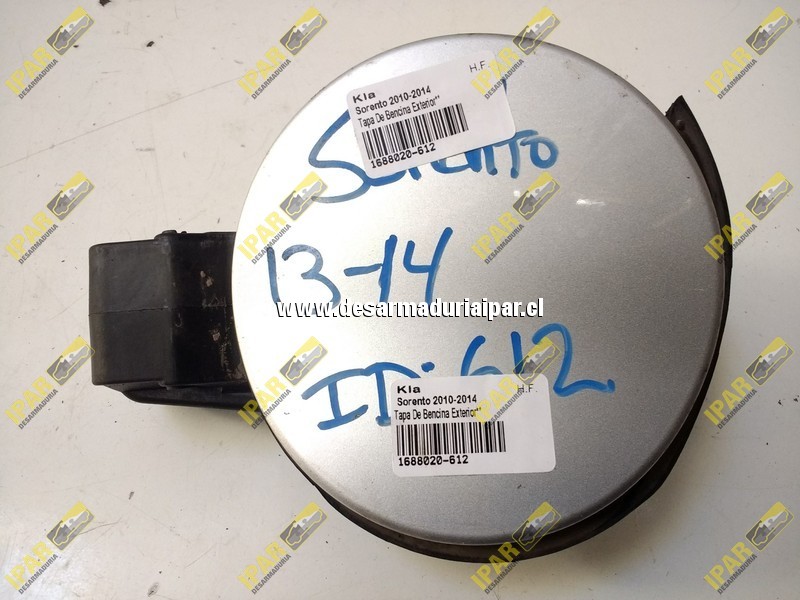 H.F.
Kia
Sorento 2010-2014
Tapa De Bencina Exterior**
1688020-612
Sorento
13-14
www.desarmaduriaipar.cl
ID: 612.
Kia
H.F.
Sorento 2010-2014
Tapa De Bencina Exterior**
1688020-612
IPAR
DESARMADURIA